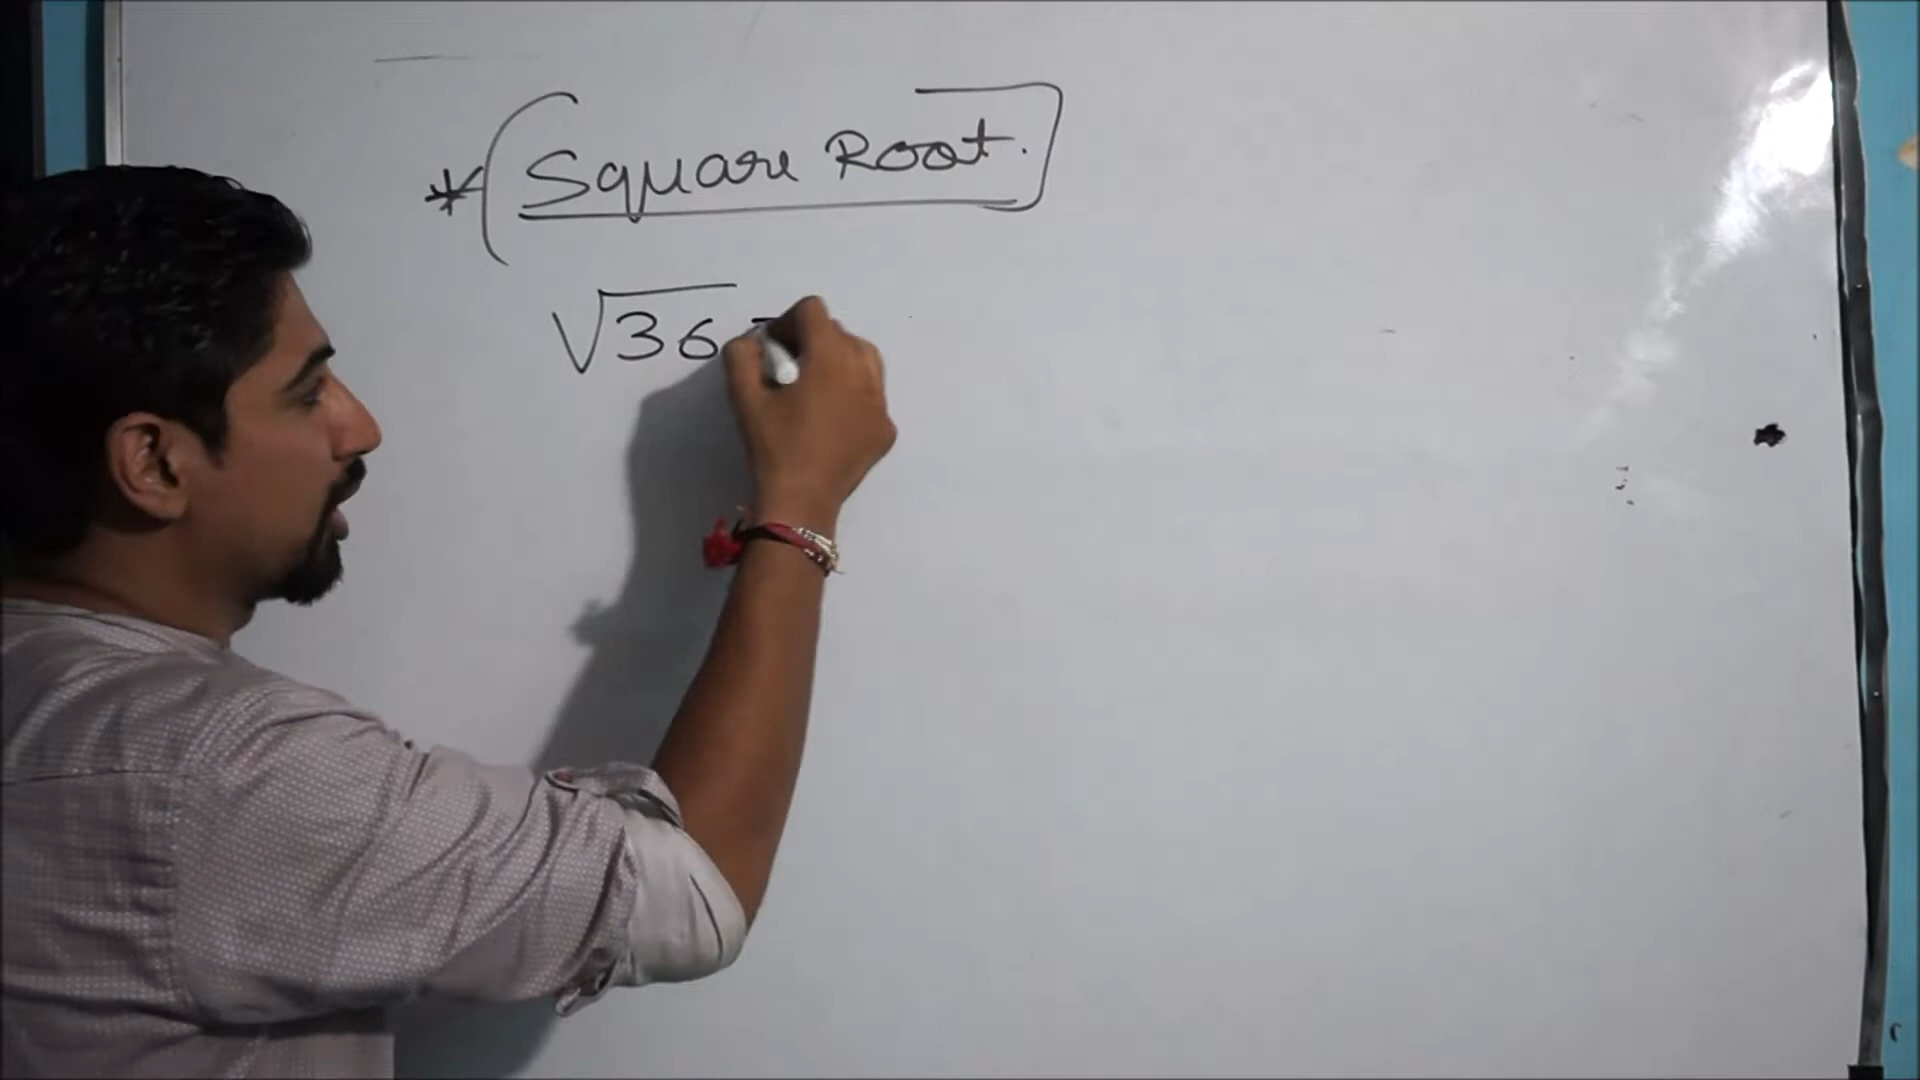 * Square Root.
√36 =